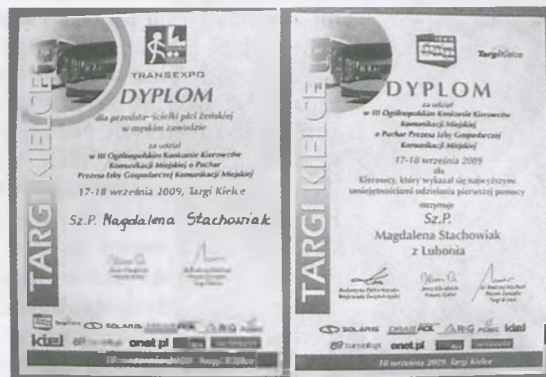 TARGI KIELCE
TRANSEXPO
DYPLOM
dla przedstawicielki płci żeńskiej
w męskim zawodzie
za udział
w III Ogólnopolskim Konkursie Kierowców
Komunikacji Miejskiej o Puchar
Prezesa Izby Gospodarczej Komunikacji Miejskiej
17-18 września 2009, Targi Kielce
Sz.P. Magdalena Stachowiak
SOLARIS
kiel
onet.pl
TARGI KIELCE
Targi Kielce
DYPLOM
za udział
w III Ogólnopolskim Konkursie Kierowców
Komunikacji Miejskiej
o Puchar Prezesa Izby Gospodarczej
Komunikacji Miejskiej
17-18 września 2009
dla
Kierowcy, który wykazał się najwyższymi
umiejętnościami udzielania pierwszej pomocy
otrzymuje
Sz.P.
Magdalena Stachowiak
z Lubonia
SOLARIS
kiel
onet.pl
18 września 2009, Targi Kielce